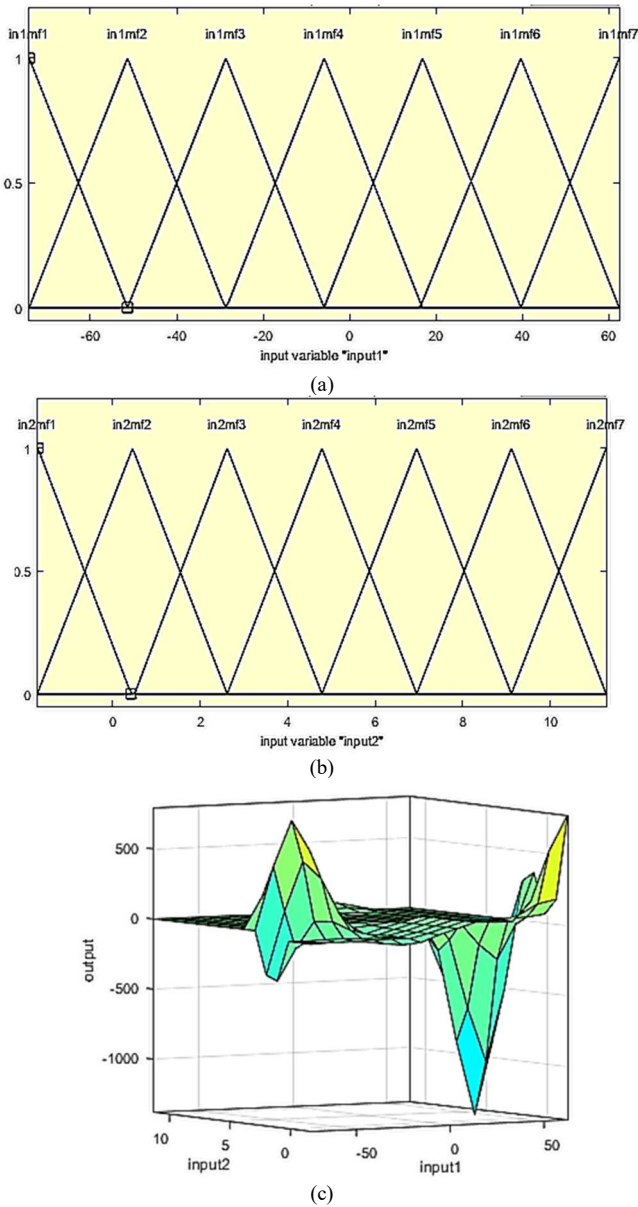 in1mf1 in1mf2 in1mf3 in1mf4 in1mf5 in1mf6 in1mf7
1
0.5
0
-60 -40 -20 0 20 40 60
input variable "input1"
(a)
in2mf1 in2mf2 in2mf3 in2mf4 in2mf5 in2mf6 in2mf7
1
0.5
0
0 2 4 6 8 10
input variable "input2"
(b)
500
0
-500
-1000
output
10 5 0 -50 0 50
input2 input1
(c)